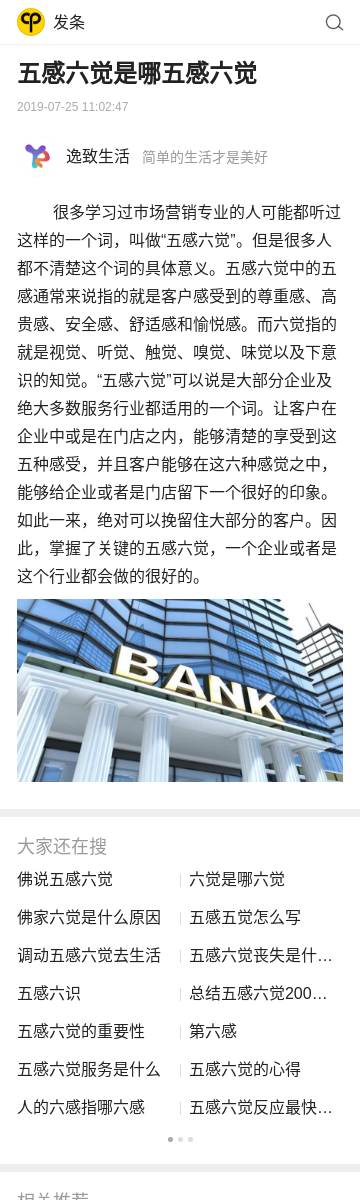 发条
五感六觉是哪五感六觉
2019-07-25 11:02:47
逸致生活 简单的生活才是美好
很多学习过市场营销专业的人可能都听过
这样的一个词，叫做“五感六觉”。但是很多人
都不清楚这个词的具体意义。五感六觉中的五
感通常来说指的就是客户感受到的尊重感、高
贵感、安全感、舒适感和愉悦感。而六觉指的
就是视觉、听觉、触觉、嗅觉、味觉以及下意
识的知觉。“五感六觉”可以说是大部分企业及
绝大多数服务行业都适用的一个词。让客户在
企业中或是在门店之内，能够清楚的享受到这
五种感受，并且客户能够在这六种感觉之中，
能够给企业或者是门店留下一个很好的印象。
如此一来，绝对可以挽留住大部分的客户。因
此，掌握了关键的五感六觉，一个企业或者是
这个行业都会做的很好的。
BANK
大家还在搜
佛说五感六觉 六觉是哪六觉
佛家六觉是什么原因 五感五觉怎么写
调动五感六觉去生活 五感六觉丧失是什…
五感六识 总结五感六觉200…
五感六觉的重要性 第六感
五感六觉服务是什么 五感六觉的心得
人的六感指哪六感 五感六觉反应最快…
相关推荐